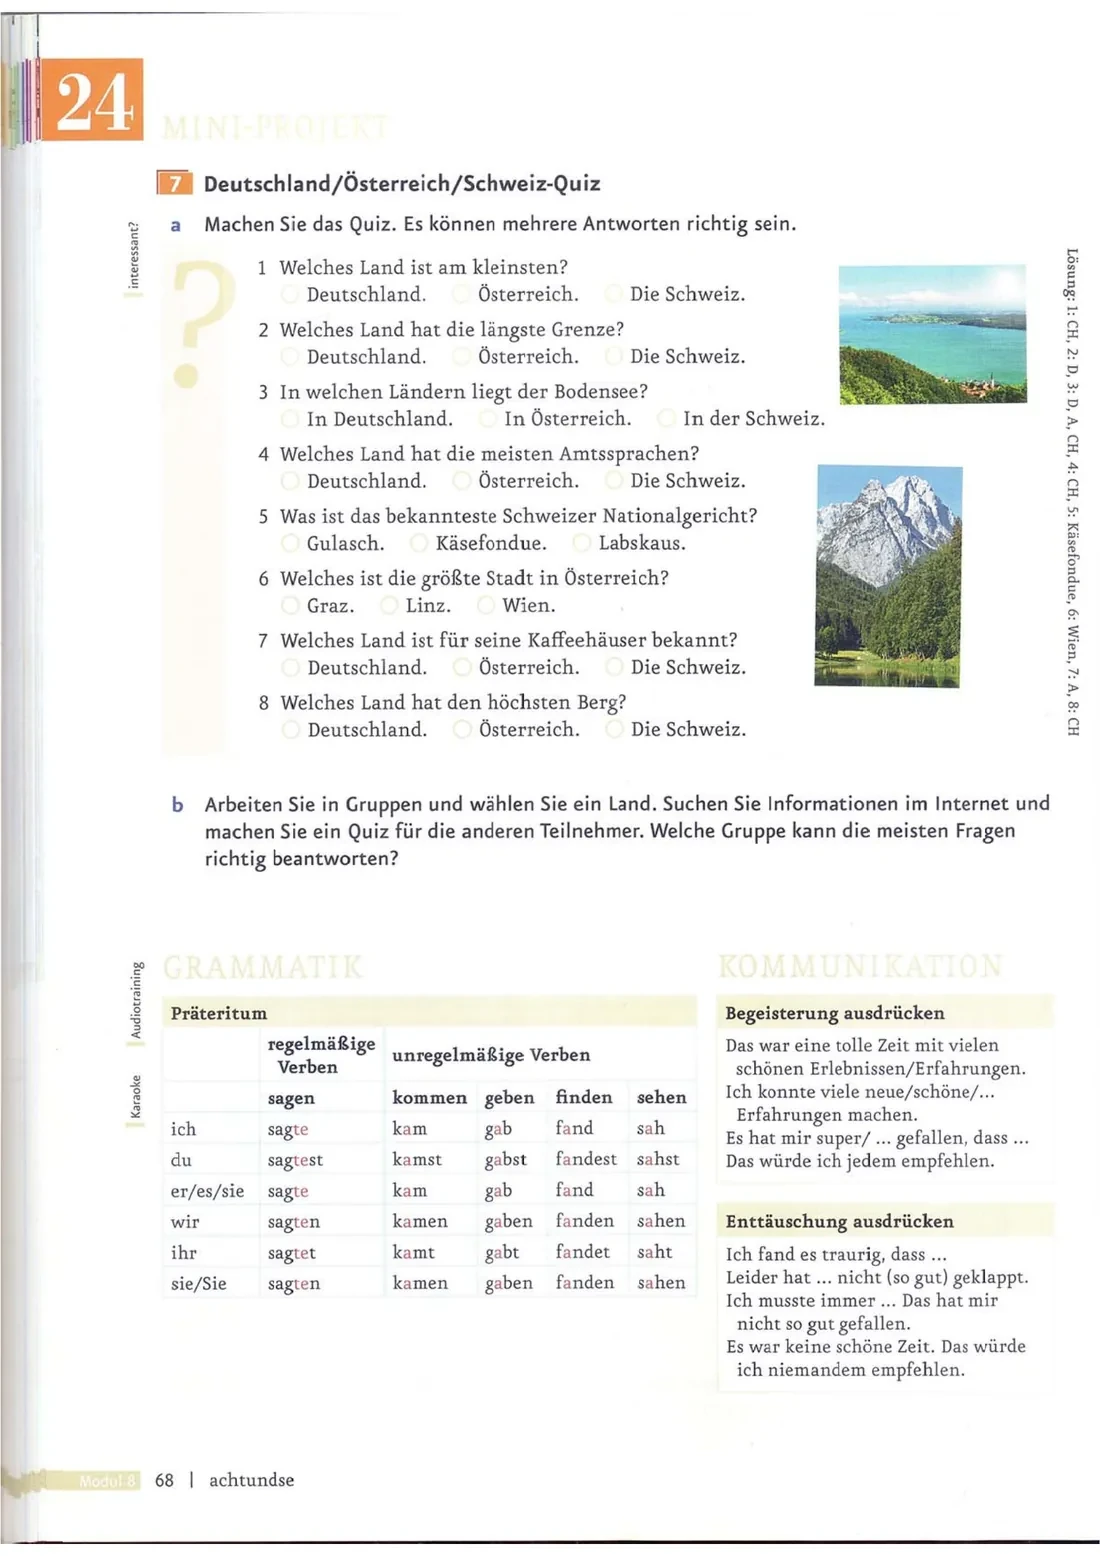 24
MINI-PROJEKT
7 Deutschland/Österreich/Schweiz-Quiz
interessant?
a Machen Sie das Quiz. Es können mehrere Antworten richtig sein.
?
1 Welches Land ist am kleinsten?
Deutschland. Österreich. Die Schweiz.
2 Welches Land hat die längste Grenze?
Deutschland. Österreich. Die Schweiz.
3 In welchen Ländern liegt der Bodensee?
In Deutschland. In Österreich. In der Schweiz.
4 Welches Land hat die meisten Amtssprachen?
Deutschland. Österreich. Die Schweiz.
5 Was ist das bekannteste Schweizer Nationalgericht?
Gulasch. Käsefondue. Labskaus.
6 Welches ist die größte Stadt in Österreich?
Graz. Linz. Wien.
7 Welches Land ist für seine Kaffeehäuser bekannt?
Deutschland. Österreich. Die Schweiz.
8 Welches Land hat den höchsten Berg?
Deutschland. Österreich. Die Schweiz.
Lösung: 1: CH, 2: D, 3: D, A, CH, 4: CH, 5: Käsefondue, 6: Wien, 7: A, 8: CH
b Arbeiten Sie in Gruppen und wählen Sie ein Land. Suchen Sie Informationen im Internet und
machen Sie ein Quiz für die anderen Teilnehmer. Welche Gruppe kann die meisten Fragen
richtig beantworten?
Audiotraining
Karaoke
GRAMMATIK
Präteritum
regelmäßige Verben unregelmäßige Verben
sagen kommen geben finden sehen
ich sagte kam gab fand sah
du sagtest kamst gabst fandest sahst
er/es/sie sagte kam gab fand sah
wir sagten kamen gaben fanden sahen
ihr sagtet kamt gabt fandet saht
sie/Sie sagten kamen gaben fanden sahen
KOMMUNIKATION
Begeisterung ausdrücken
Das war eine tolle Zeit mit vielen
schönen Erlebnissen/Erfahrungen.
Ich konnte viele neue/schöne/...
Erfahrungen machen.
Es hat mir super/ ... gefallen, dass ...
Das würde ich jedem empfehlen.
Enttäuschung ausdrücken
Ich fand es traurig, dass ...
Leider hat ... nicht (so gut) geklappt.
Ich musste immer ... Das hat mir
nicht so gut gefallen.
Es war keine schöne Zeit. Das würde
ich niemandem empfehlen.
Modul 8 68 | achtundse